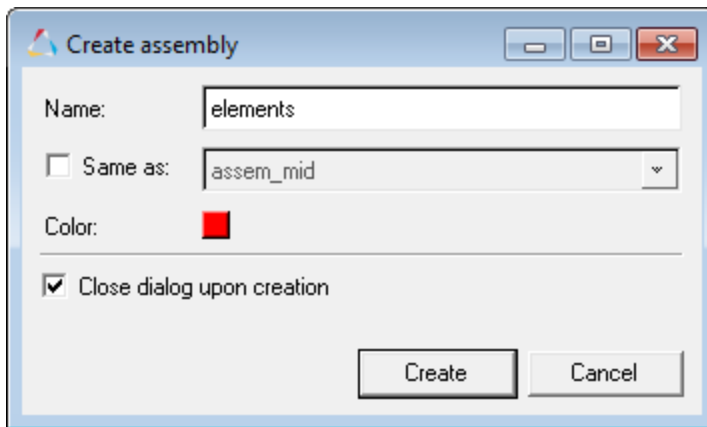 Create assembly
Name: elements
Same as: assem_mid
Color:
Close dialog upon creation
Create Cancel